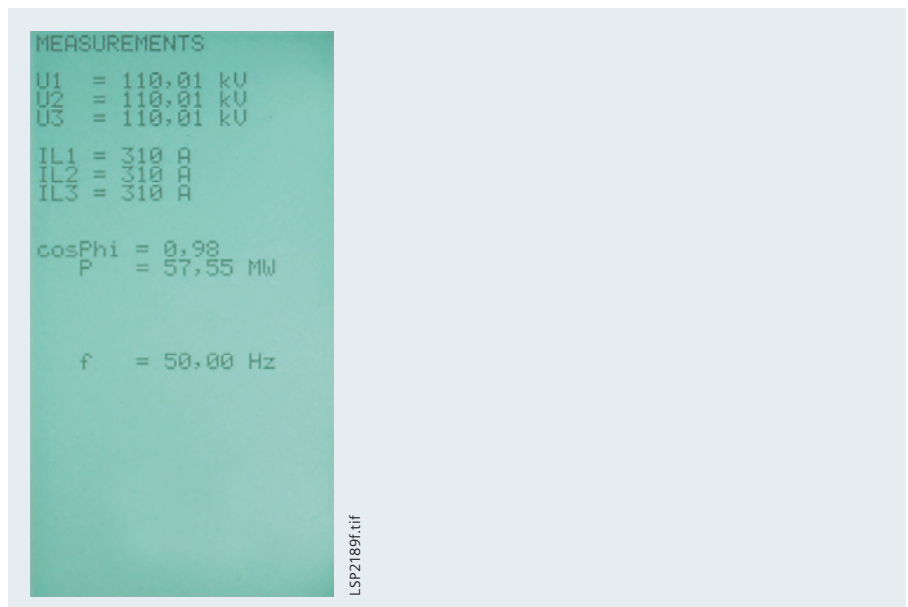 MEASUREMENTS
U1 = 110,01 kV
U2 = 110,01 kV
U3 = 110,01 kV
IL1 = 310 A
IL2 = 310 A
IL3 = 310 A
cosPhi = 0,98
P = 57,55 MW
f = 50,00 Hz
LSP2189f.tif